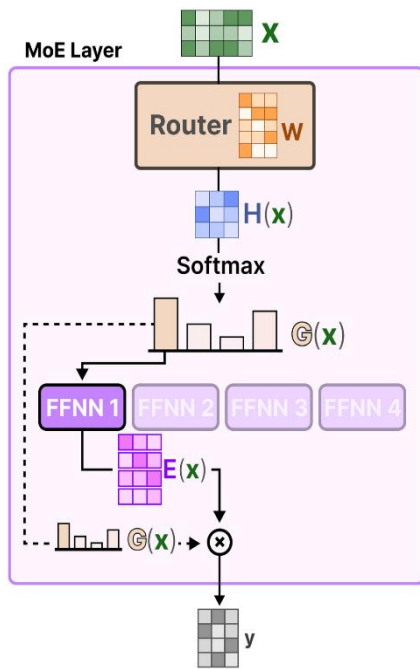 X
MoE Layer
Router W
H(x)
Softmax
G(x)
FFNN 1 FFNN 2 FFNN 3 FFNN 4
E(x)
G(x) ×
y